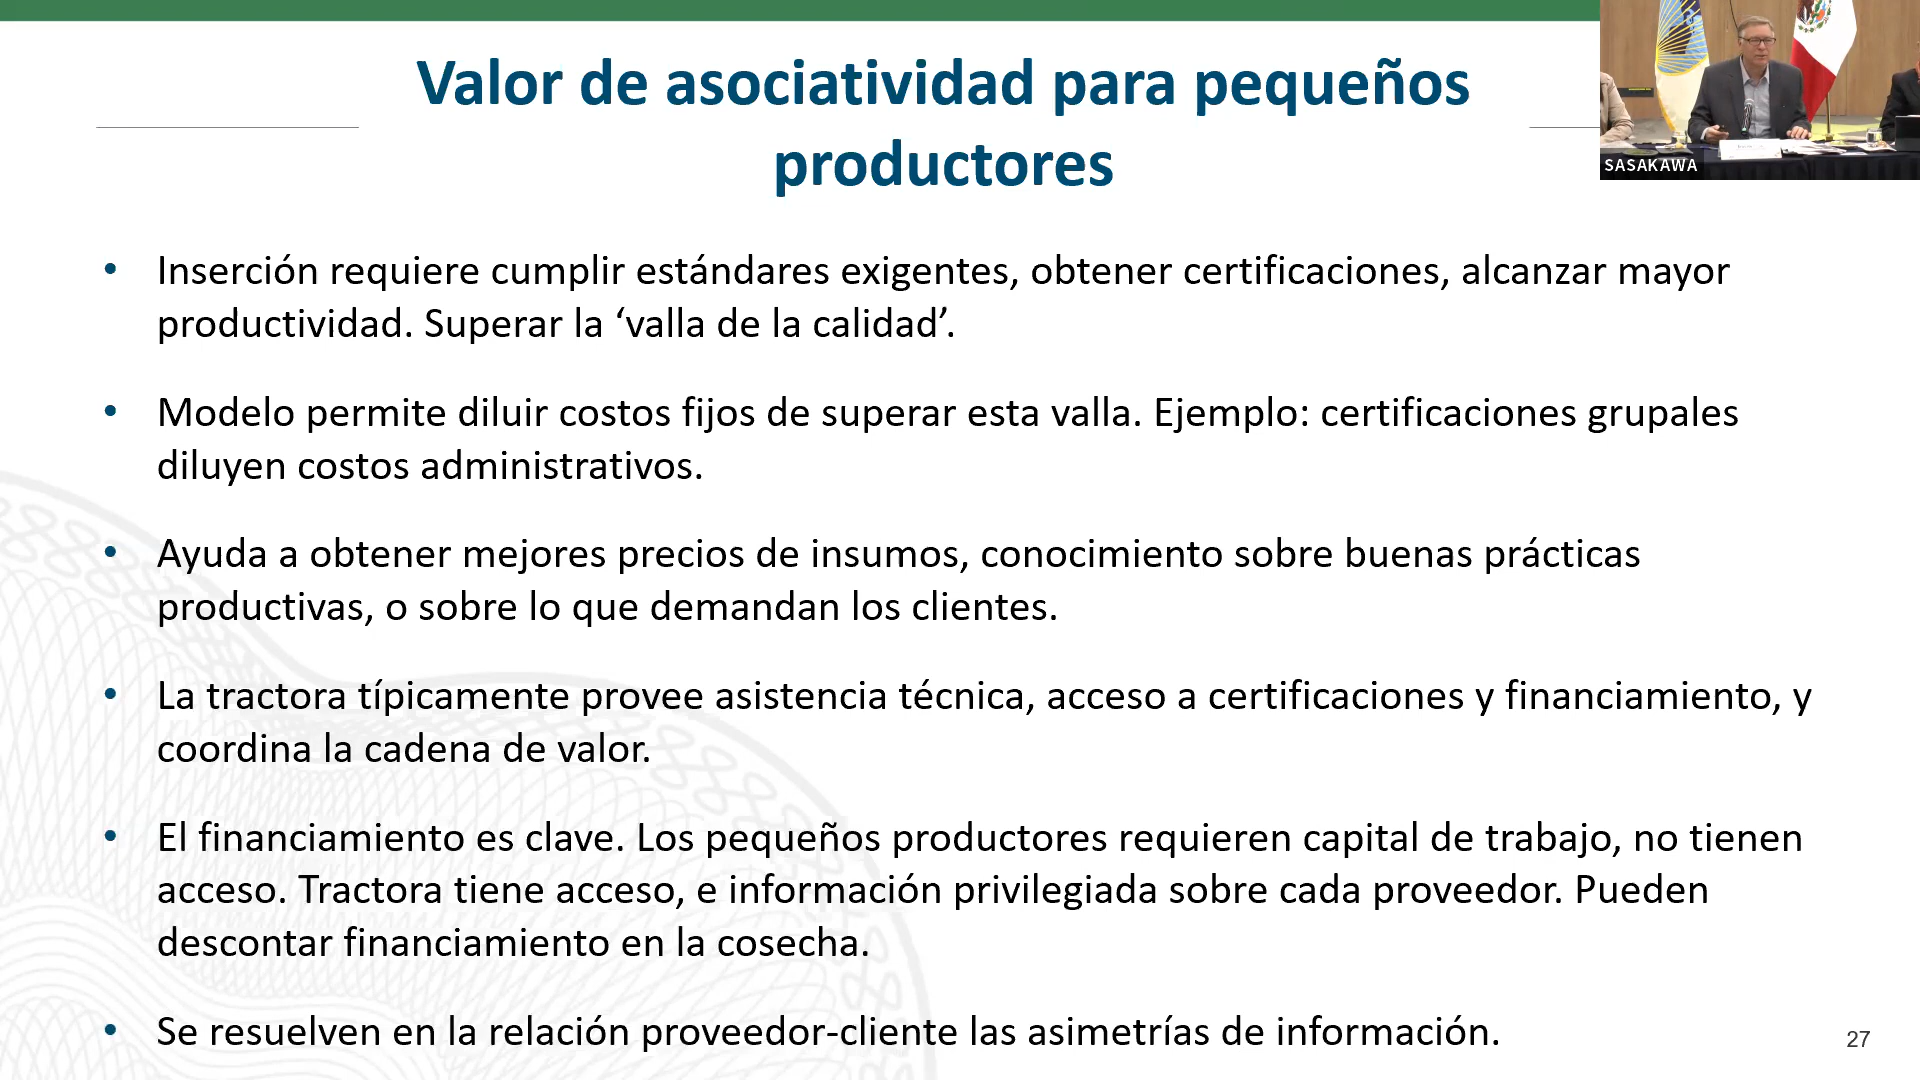 Valor de asociatividad para pequeños
productores
SASAKAWA
• Inserción requiere cumplir estándares exigentes, obtener certificaciones, alcanzar mayor
productividad. Superar la ‘valla de la calidad’.
• Modelo permite diluir costos fijos de superar esta valla. Ejemplo: certificaciones grupales
diluyen costos administrativos.
• Ayuda a obtener mejores precios de insumos, conocimiento sobre buenas prácticas
productivas, o sobre lo que demandan los clientes.
• La tractora típicamente provee asistencia técnica, acceso a certificaciones y financiamiento, y
coordina la cadena de valor.
• El financiamiento es clave. Los pequeños productores requieren capital de trabajo, no tienen
acceso. Tractora tiene acceso, e información privilegiada sobre cada proveedor. Pueden
descontar financiamiento en la cosecha.
• Se resuelven en la relación proveedor-cliente las asimetrías de información.
27